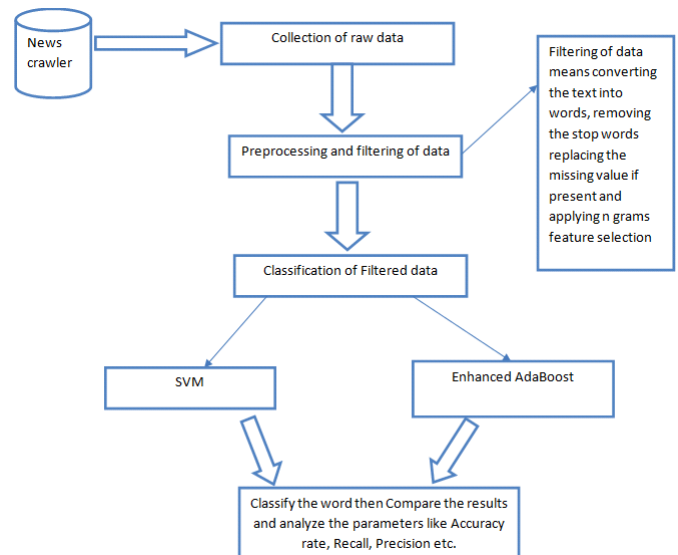 News
crawler
Collection of raw data
Filtering of data
means converting
the text into
words, removing
the stop words
replacing the
missing value if
present and
applying n grams
feature selection
Preprocessing and filtering of data
Classification of Filtered data
SVM
Enhanced AdaBoost
Classify the word then Compare the results
and analyze the parameters like Accuracy
rate, Recall, Precision etc.